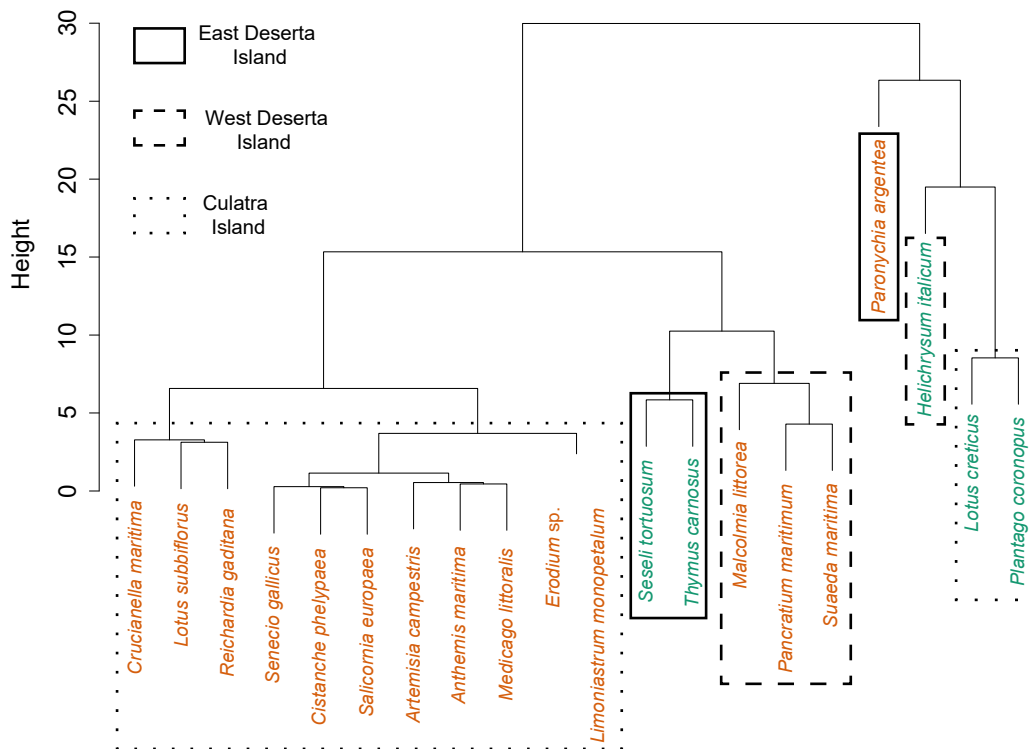 30
25
20
15
10
5
0
Height
East Deserta
Island
West Deserta
Island
Culatra
Island
Crucianella maritima
Lotus subbiflorus
Reichardia gaditana
Senecio gallicus
Cistanche phelypaea
Salicornia europaea
Artemisia campestris
Anthemis maritima
Medicago littoralis
Erodium sp.
Limoniastrum monopetalum
Seseli tortuosum
Thymus carnosus
Malcolmia littorea
Pancratium maritimum
Suaeda maritima
Paronychia argentea
Helichrysum italicum
Lotus creticus
Plantago coronopus